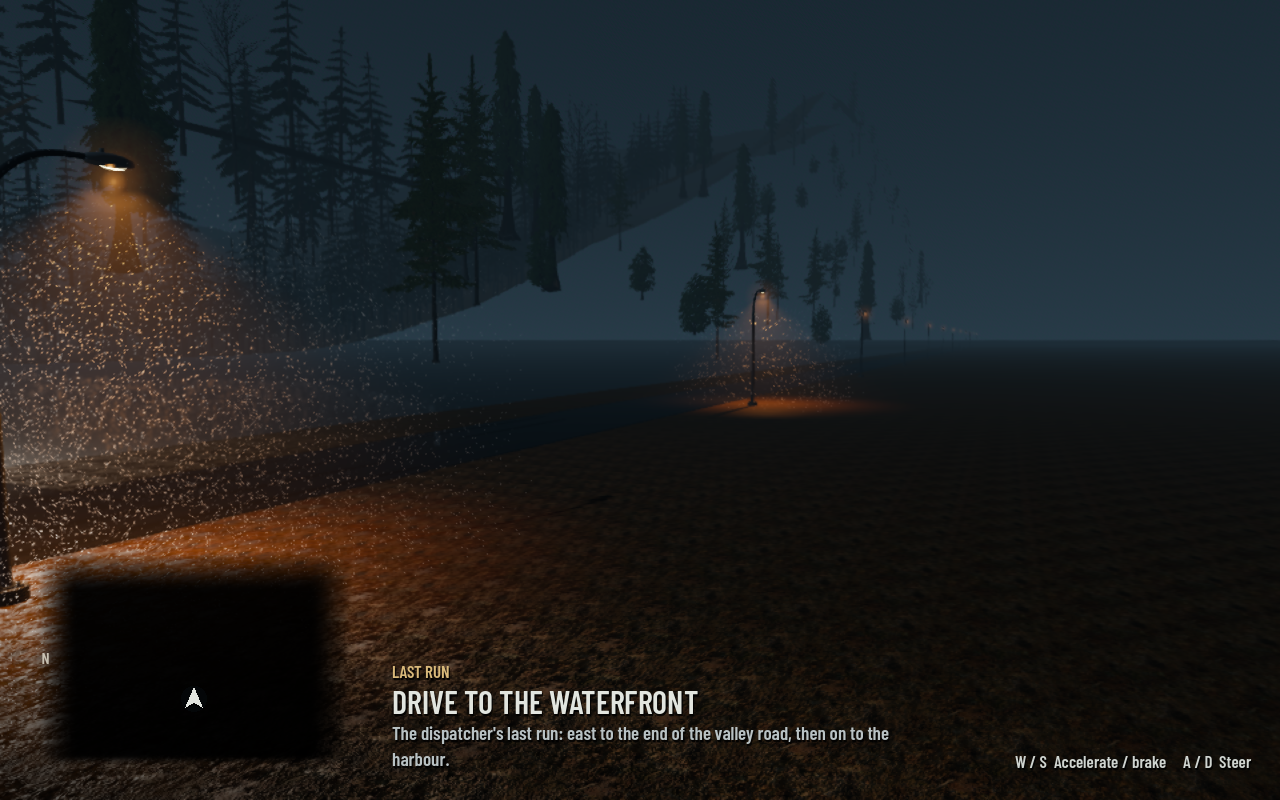 N
LAST RUN
DRIVE TO THE WATERFRONT
The dispatcher's last run: east to the end of the valley road, then on to the
harbour.
W / S Accelerate / brake A / D Steer